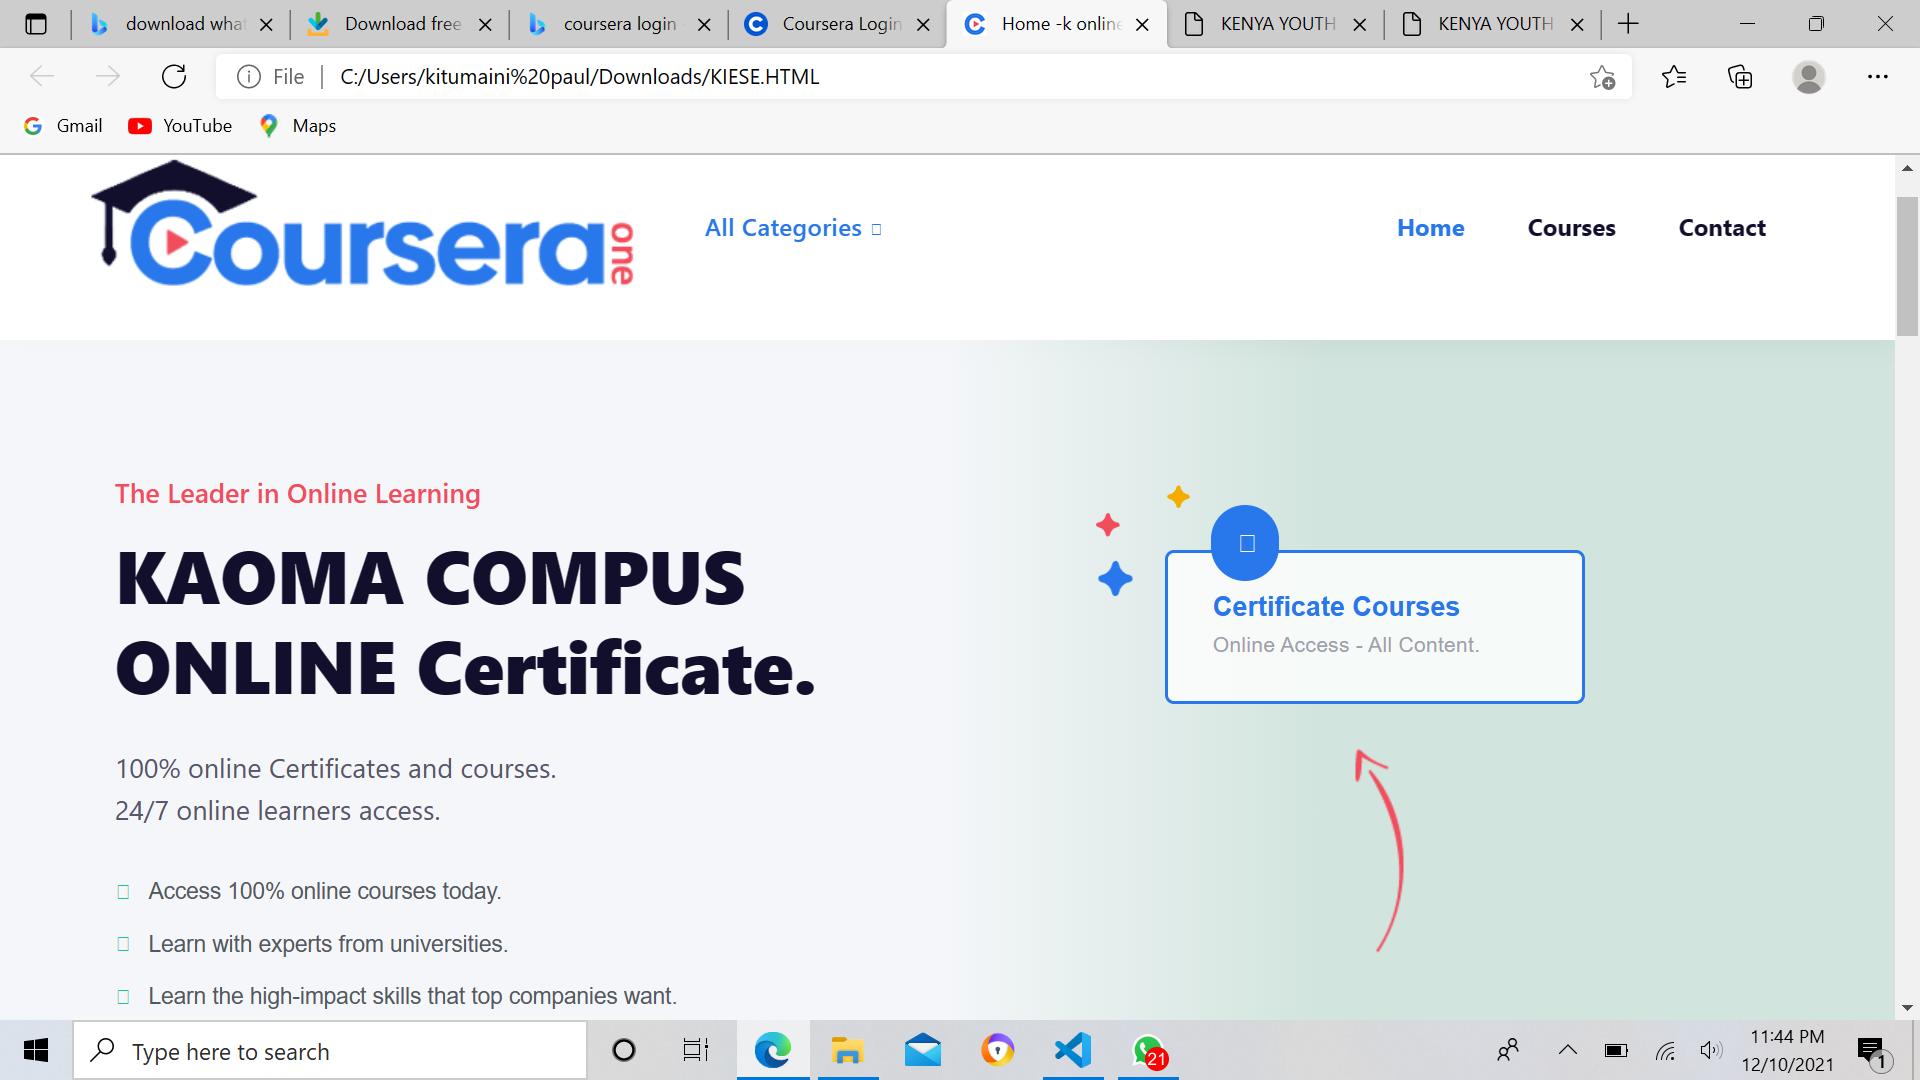 download what
Download free
coursera login
Coursera Login
Home -k online
KENYA YOUTH
KENYA YOUTH
File
C:/Users/kitumaini%20paul/Downloads/KIESE.HTML
Gmail
YouTube
Maps
Coursera one
All Categories
Home
Courses
Contact
The Leader in Online Learning
KAOMA COMPUS
ONLINE Certificate.
100% online Certificates and courses.
24/7 online learners access.
Access 100% online courses today.
Learn with experts from universities.
Learn the high-impact skills that top companies want.
Certificate Courses
Online Access - All Content.
Type here to search
21
11:44 PM
12/10/2021
1